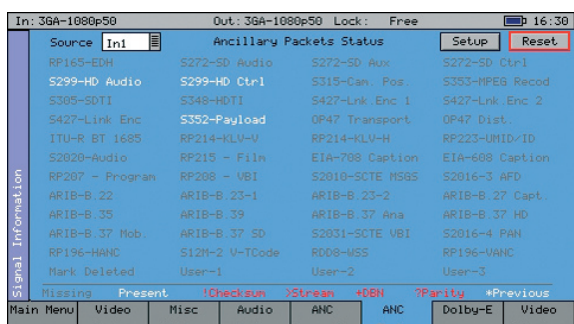 In: 3GA-1080p50 Out: 3GA-1080p50 Lock: Free 16:30
Source In1 Ancillary Packets Status Setup Reset
RP165-EDH S272-SD Audio S272-SD Aux S272-SD Ctrl
S299-HD Audio S299-HD Ctrl S315-Cam. Pos. S353-MPEG Recod
S305-SDTI S348-HDTI S427-Lnk.Enc 1 S427-Lnk.Enc 2
S427-Link Enc S352-Payload OP47 Transport OP47 Dist.
ITU-R BT 1685 RP214-KLV-V RP214-KLV-H RP223-UMID/ID
S2020-Audio RP215 - Film EIA-708 Caption EIA-608 Caption
RP207 - Program RP208 - VBI S2010-SCTE MSGS S2016-3 AFD
ARIB-B.22 ARIB-B.23-1 ARIB-B.23-2 ARIB-B.27 Capt.
ARIB-B.35 ARIB-B.39 ARIB-B.37 Ana ARIB-B.37 HD
ARIB-B.37 Mob. ARIB-B.37 SD S2031-SCTE VBI S2016-4 PAN
RP196-HANC S12M-2 V-TCode RDD8-WSS RP196-VANC
Mark Deleted User-1 User-2 User-3
Missing Present !Checksum >Stream +DBN ?Parity *Previous
Signal Information
Main Menu Video Misc Audio ANC ANC Dolby-E Video